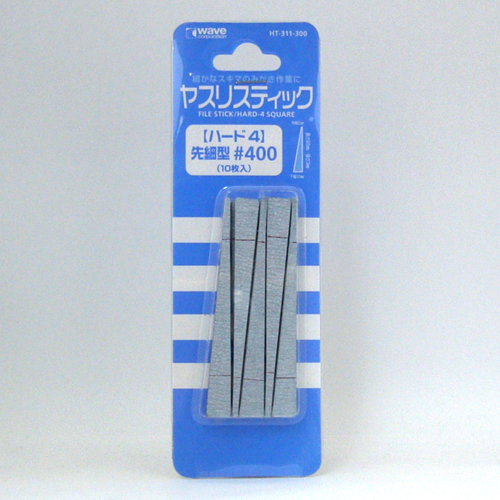 wave
corporation
HT-311-300
細かなスキマのみがき作業に
ヤスリスティック
FILE STICK/HARD-4 SQUARE
【ハード4】
先細型 #400
(10枚入)